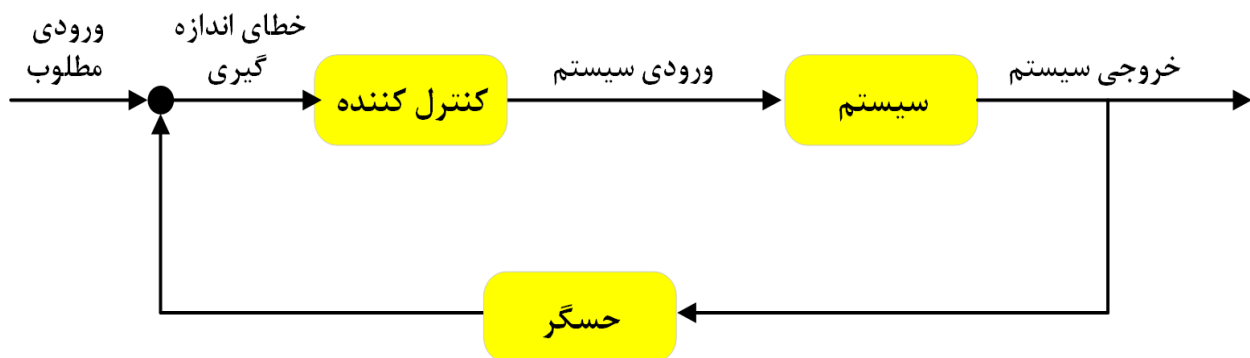 ورودی
مطلوب
خطای اندازه
گیری
کنترل کننده
ورودی سیستم
سیستم
خروجی سیستم
حسگر